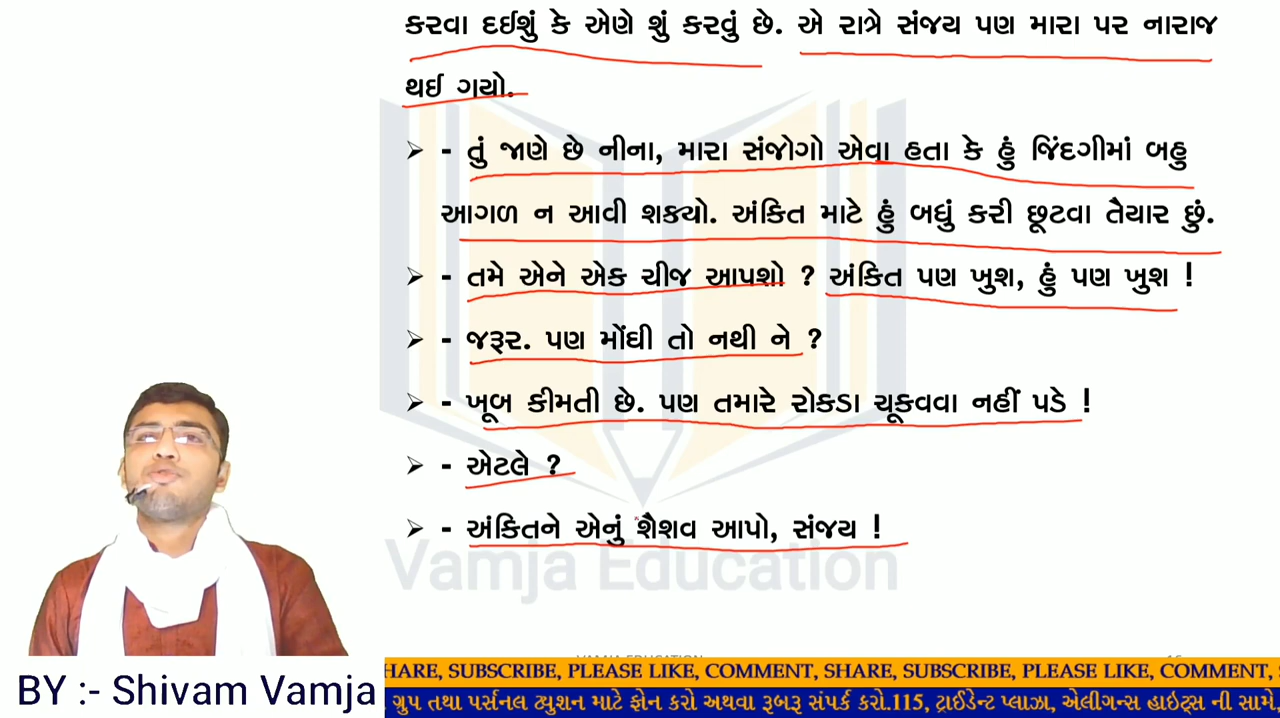 કરવા દઈશું કે એણે શું કરવું છે. એ રાત્રે સંજય પણ મારા પર નારાજ
થઈ ગયો.
➢ - તું જાણે છે નીના, મારા સંજોગો એવા હતા કે હું જિંદગીમાં બહુ
આગળ ન આવી શક્યો. અંકિત માટે હું બધું કરી છૂટવા તૈયાર છું.
➢ - તમે એને એક ચીજ આપશો ? અંકિત પણ ખુશ, હું પણ ખુશ !
➢ - જરૂર. પણ મોંઘી તો નથી ને ?
➢ - ખૂબ કીમતી છે. પણ તમારે રોકડા ચૂકવવા નહીં પડે !
➢ - એટલે ?
➢ - અંકિતને એનું શૈશવ આપો, સંજય !
Vamja Education
BY :- Shivam Vamja
HARE, SUBSCRIBE, PLEASE LIKE, COMMENT, SHARE, SUBSCRIBE, PLEASE LIKE, COMMENT,
ગ્રુપ તથા પર્સનલ ટ્યુશન માટે ફોન કરો અથવા રૂબરૂ સંપર્ક કરો.115, ટ્રાઈડેન્ટ પ્લાઝા, એલીગન્સ હાઇટ્સ ની સામે,